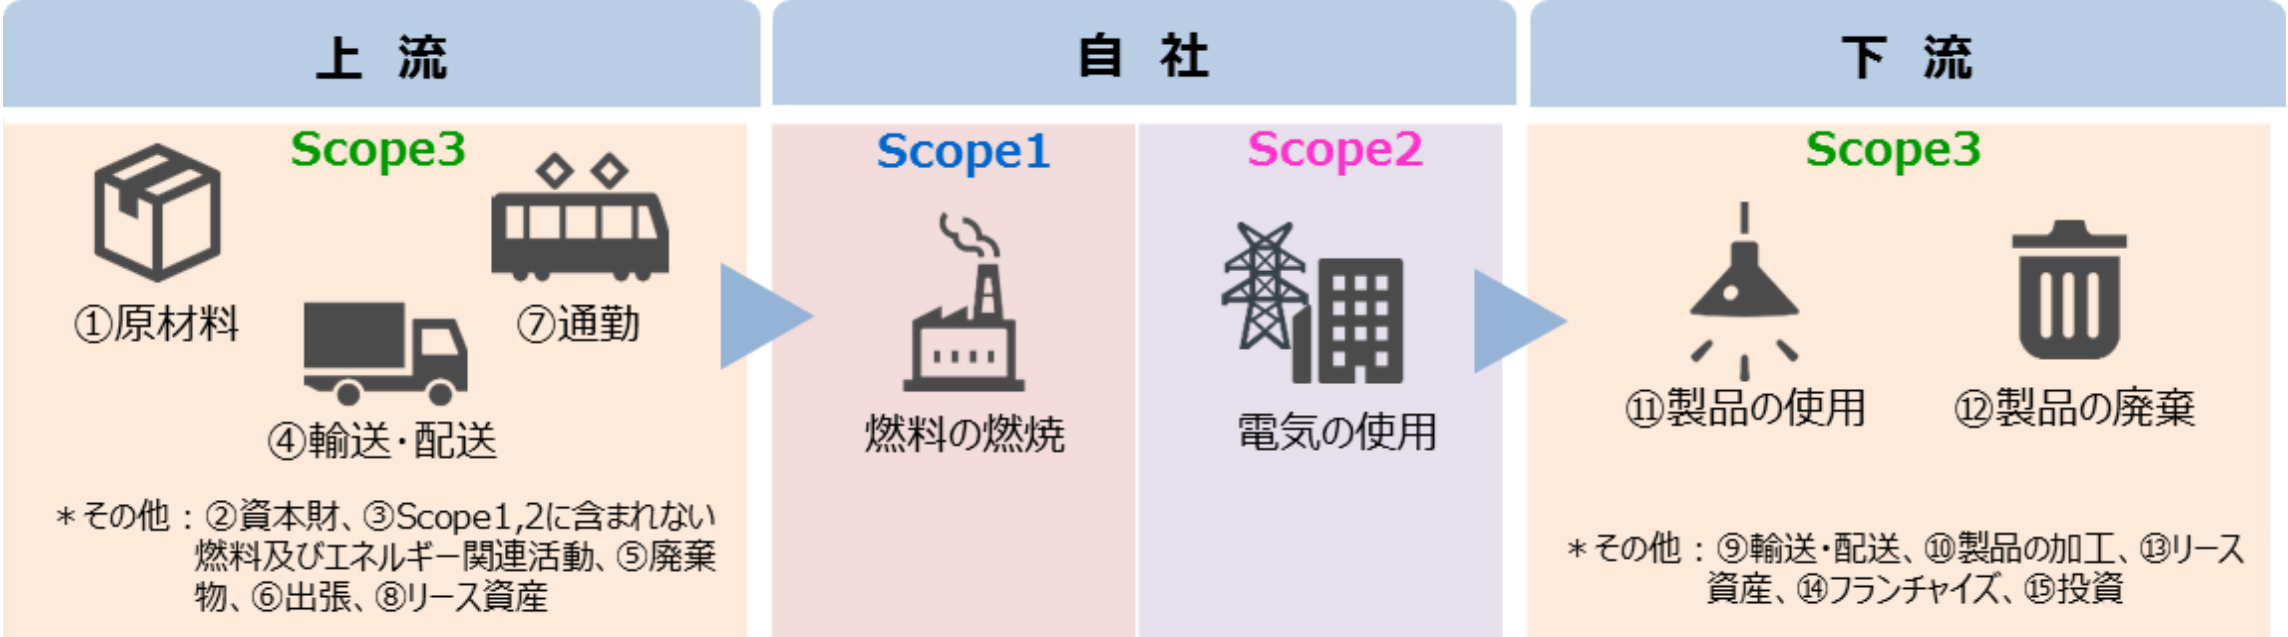 上 流
Scope3
①原材料
⑦通勤
④輸送・配送
＊その他：②資本財、③Scope1,2に含まれない
燃料及びエネルギー関連活動、⑤廃棄
物、⑥出張、⑧リース資産
自 社
Scope1
燃料の燃焼
Scope2
電気の使用
下 流
Scope3
⑪製品の使用
⑫製品の廃棄
＊その他：⑨輸送・配送、⑩製品の加工、⑬リース
資産、⑭フランチャイズ、⑮投資